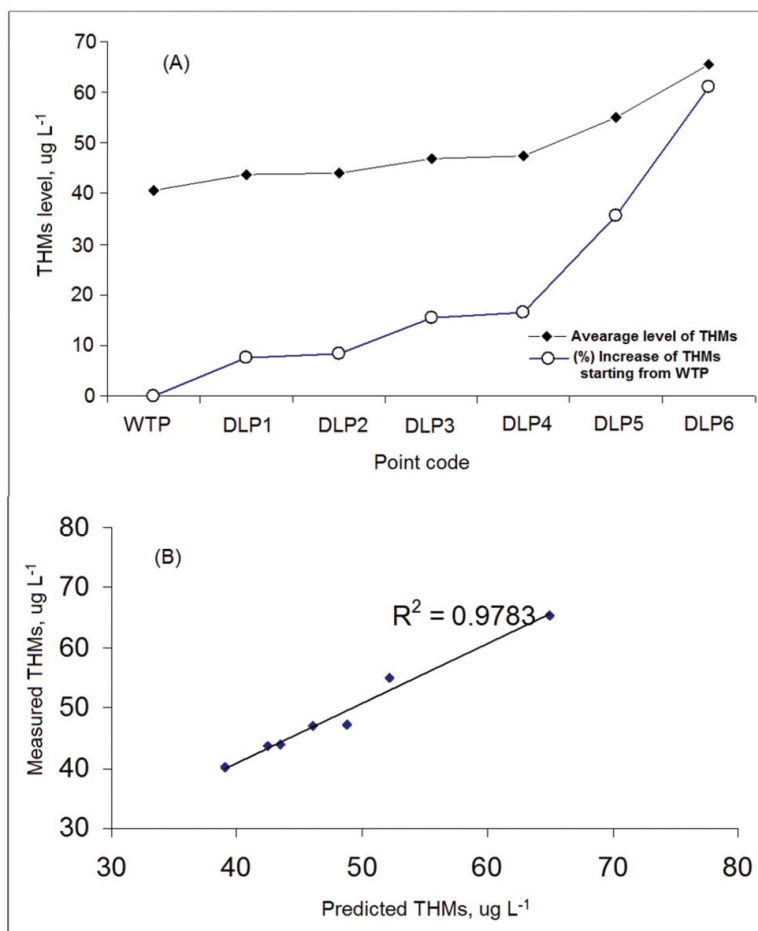 (A)
THMs level, ug L-1
70
60
50
40
30
20
10
0
Avearage level of THMs
(%) Increase of THMs
starting from WTP
WTP DLP1 DLP2 DLP3 DLP4 DLP5 DLP6
Point code
(B)
Measured THMs, ug L-1
80
70
60
50
40
30
R2 = 0.9783
30 40 50 60 70 80
Predicted THMs, ug L-1